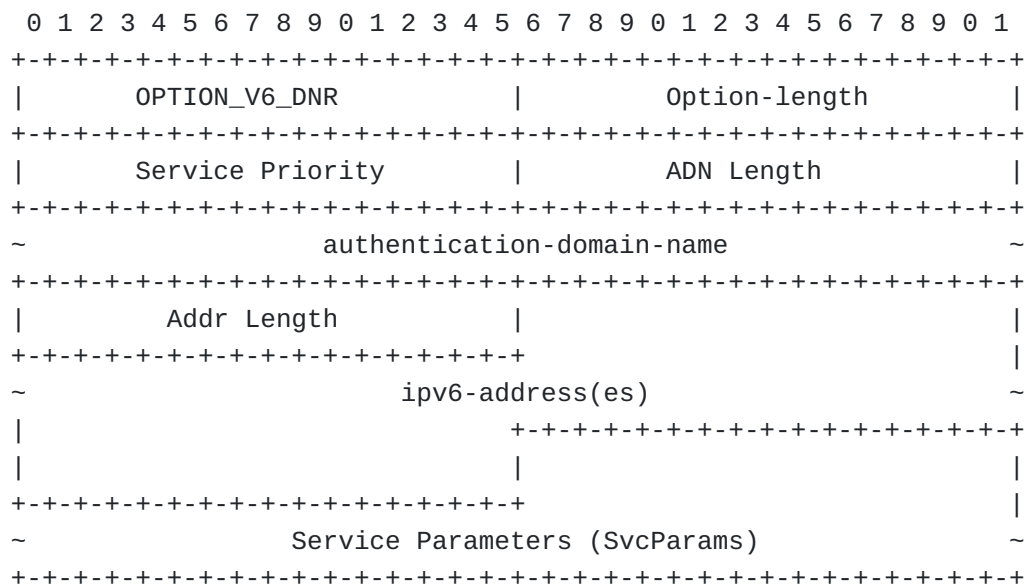 0 1 2 3 4 5 6 7 8 9 0 1 2 3 4 5 6 7 8 9 0 1 2 3 4 5 6 7 8 9 0 1
+-+-+-+-+-+-+-+-+-+-+-+-+-+-+-+-+-+-+-+-+-+-+-+-+-+-+-+-+-+-+-+-+
|       OPTION_V6_DNR           |         Option-length         |
+-+-+-+-+-+-+-+-+-+-+-+-+-+-+-+-+-+-+-+-+-+-+-+-+-+-+-+-+-+-+-+-+
|       Service Priority        |         ADN Length            |
+-+-+-+-+-+-+-+-+-+-+-+-+-+-+-+-+-+-+-+-+-+-+-+-+-+-+-+-+-+-+-+-+
~                   authentication-domain-name                  ~
+-+-+-+-+-+-+-+-+-+-+-+-+-+-+-+-+-+-+-+-+-+-+-+-+-+-+-+-+-+-+-+-+
|         Addr Length           |                               |
+-+-+-+-+-+-+-+-+-+-+-+-+-+-+-+-+                               |
~                        ipv6-address(es)                       ~
|                               +-+-+-+-+-+-+-+-+-+-+-+-+-+-+-+-+
|                               |                               |
+-+-+-+-+-+-+-+-+-+-+-+-+-+-+-+-+                               |
~                 Service Parameters (SvcParams)                ~
+-+-+-+-+-+-+-+-+-+-+-+-+-+-+-+-+-+-+-+-+-+-+-+-+-+-+-+-+-+-+-+-+